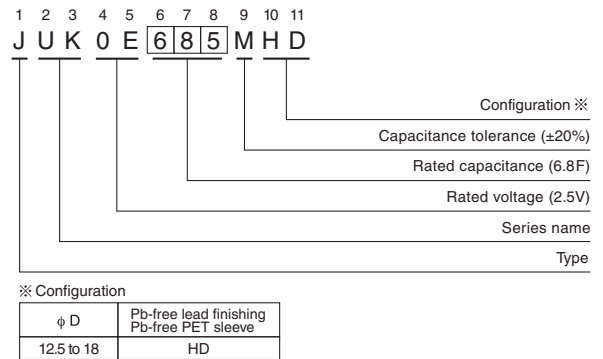 1 2 3 4 5 6 7 8 9 10 11
J U K 0 E 6 8 5 M H D
Configuration ※
Capacitance tolerance (±20%)
Rated capacitance (6.8F)
Rated voltage (2.5V)
Series name
Type
※ Configuration
ϕ D
Pb-free lead finishing
Pb-free PET sleeve
12.5 to 18
HD